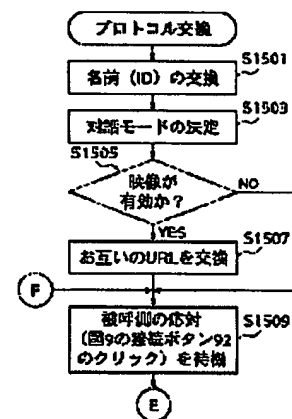 プロトコル交換
S1501
名前（ID）の交換
S1503
対話モードの決定
S1505
映像が
有効か？
NO
YES
S1507
お互いのURLを交換
F
S1509
被呼側の応対
（図9の接続ボタン92
のクリック）を待機
E